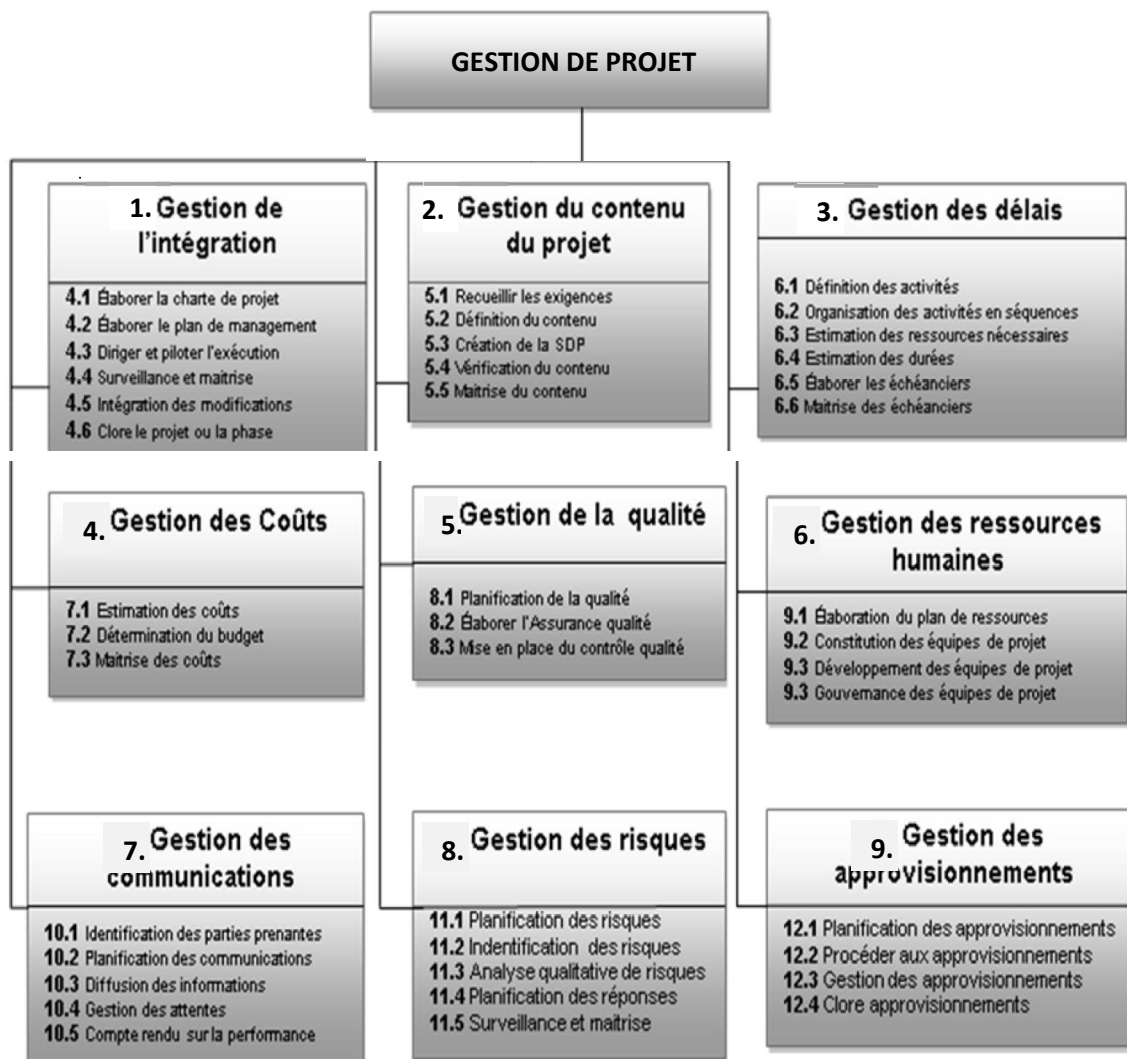 GESTION DE PROJET
1. Gestion de
l'intégration
4.1 Élaborer la charte de projet
4.2 Élaborer le plan de management
4.3 Diriger et piloter l'exécution
4.4 Surveillance et maitrise
4.5 Intégration des modifications
4.6 Clore le projet ou la phase
2. Gestion du contenu
du projet
5.1 Recueillir les exigences
5.2 Définition du contenu
5.3 Création de la SDP
5.4 Vérification du contenu
5.5 Maitrise du contenu
3. Gestion des délais
6.1 Définition des activités
6.2 Organisation des activités en séquences
6.3 Estimation des ressources nécessaires
6.4 Estimation des durées
6.5 Élaborer les échéanciers
6.6 Maitrise des échéanciers
4. Gestion des Coûts
7.1 Estimation des coûts
7.2 Détermination du budget
7.3 Maitrise des coûts
5. Gestion de la qualité
8.1 Planification de la qualité
8.2 Élaborer l'Assurance qualité
8.3 Mise en place du contrôle qualité
6. Gestion des ressources
humaines
9.1 Élaboration du plan de ressources
9.2 Constitution des équipes de projet
9.3 Développement des équipes de projet
9.3 Gouvernance des équipes de projet
7. Gestion des
communications
10.1 Identification des parties prenantes
10.2 Planification des communications
10.3 Diffusion des informations
10.4 Gestion des attentes
10.5 Compte rendu sur la performance
8. Gestion des risques
11.1 Planification des risques
11.2 Indentification des risques
11.3 Analyse qualitative de risques
11.4 Planification des réponses
11.5 Surveillance et maitrise
9. Gestion des
approvisionnements
12.1 Planification des approvisionnements
12.2 Procéder aux approvisionnements
12.3 Gestion des approvisionnements
12.4 Clore approvisionnements